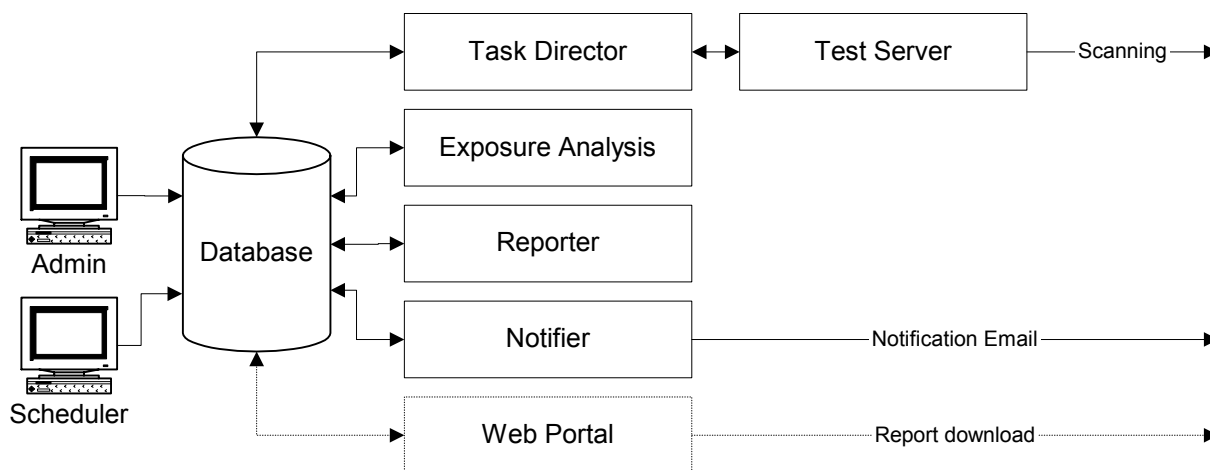 Task Director
Test Server
Scanning
Exposure Analysis
Admin
Database
Reporter
Scheduler
Notifier
Notification Email
Web Portal
Report download